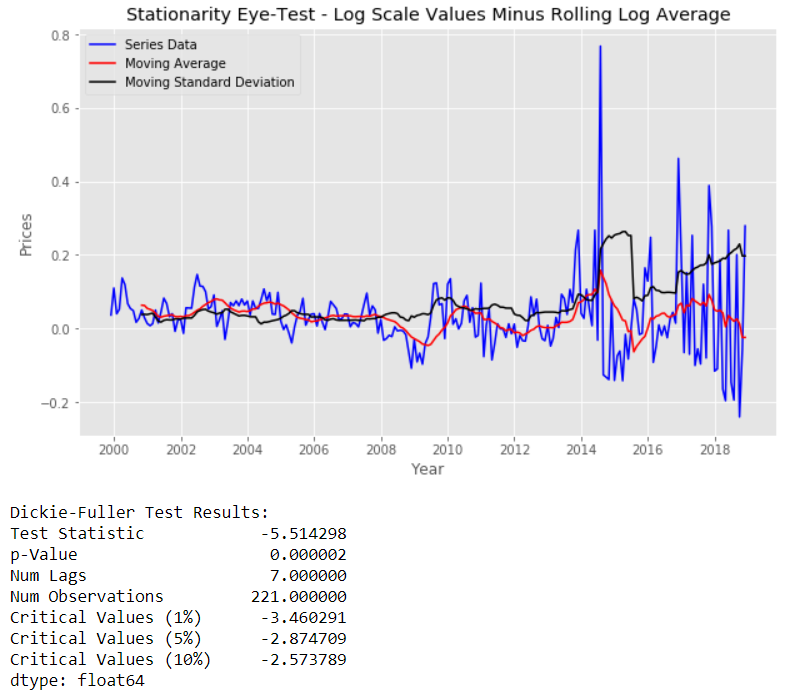 Stationarity Eye-Test - Log Scale Values Minus Rolling Log Average
Series Data
Moving Average
Moving Standard Deviation
0.8
0.6
0.4
0.2
0.0
−0.2
Prices
2000 2002 2004 2006 2008 2010 2012 2014 2016 2018
Year
Dickie-Fuller Test Results:
Test Statistic -5.514298
p-Value 0.000002
Num Lags 7.000000
Num Observations 221.000000
Critical Values (1%) -3.460291
Critical Values (5%) -2.874709
Critical Values (10%) -2.573789
dtype: float64